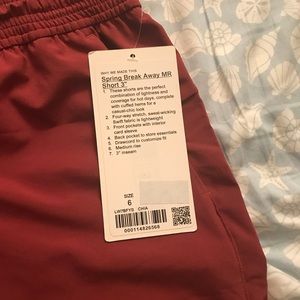 WHY WE MADE THIS
Spring Break Away MR
Short 3"
1. These shorts are the perfect
combination of lightness and
coverage for hot days, complete
with cuffed hems for a
casual-chic look
2. Four-way stretch, sweat-wicking
Swift fabric is lightweight
3. Front pockets with interior
card sleeve
4. Back pocket to store essentials
5. Drawcord to customize fit
6. Medium rise
7. 3" inseam
SIZE
6
LW7BFYS CHIA
000114826568